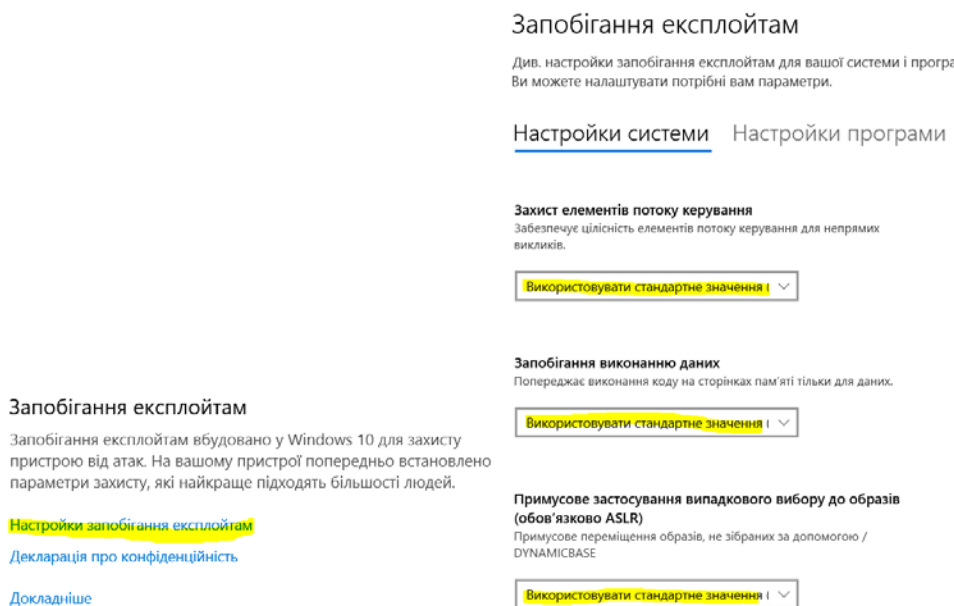 Запобігання експлойтам
Запобігання експлойтам вбудовано у Windows 10 для захисту
пристрою від атак. На вашому пристрої попередньо встановлено
параметри захисту, які найкраще підходять більшості людей.
Настройки запобігання експлойтам
Декларація про конфіденційність
Докладніше
Запобігання експлойтам
Див. настройки запобігання експлойтам для вашої системи і
Ви можете налаштувати потрібні вам параметри.
Настройки системи Настройки програми
Захист елементів потоку керування
Забезпечує цілісність елементів потоку керування для непрямих
викликів.
Використовувати стандартне значення
Запобігання виконанню даних
Попереджає виконання коду на сторінках пам'яті тільки для даних.
Використовувати стандартне значення
Примусове застосування випадкового вибору до образів
(обов'язково ASLR)
Примусове переміщення образів, не зібраних за допомогою /
DYNAMICBASE
Використовувати стандартне значення